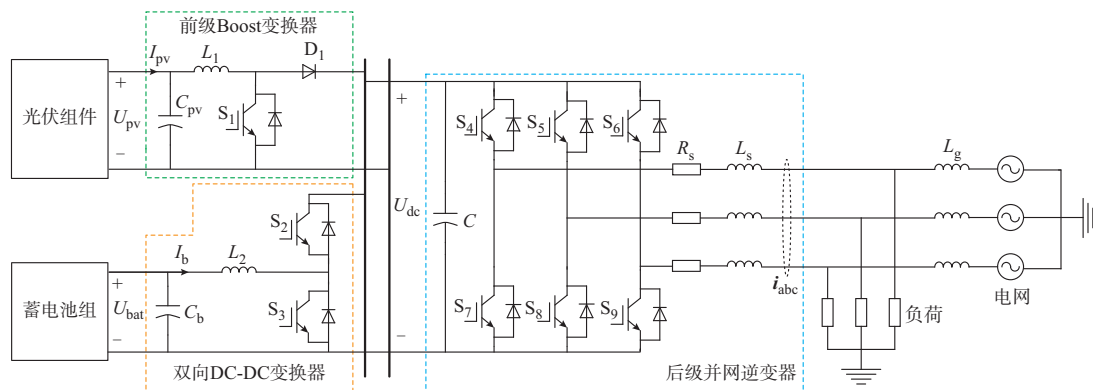 前级Boost变换器
I_pv
L_1
D_1
光伏组件
+
U_pv
−
C_pv
S_1
S_2
I_b
L_2
蓄电池组
+
U_bat
−
C_b
S_3
双向DC-DC变换器
+
U_dc
−
C
S_4
S_5
S_6
S_7
S_8
S_9
R_s
L_s
i_abc
L_g
电网
负荷
后级并网逆变器